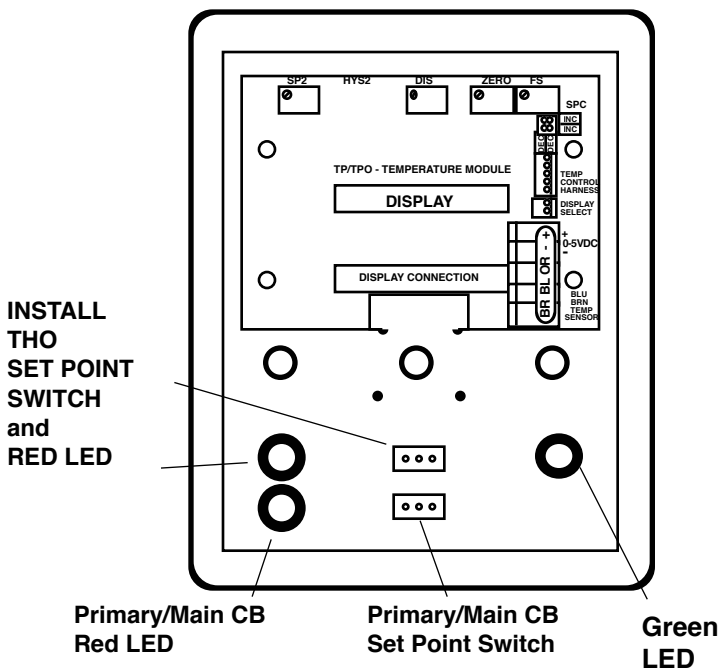 SP2 HYS2 DIS ZERO FS
SPC
INC
INC
DEC
DEC
TP/TPO - TEMPERATURE MODULE
TEMP
CONTROL
HARNESS
DISPLAY
DISPLAY
SELECT
+
-
OR
BL
BR
+
0-5VDC
-
DISPLAY CONNECTION
BLU
BRN
TEMP
SENSOR
INSTALL
THO
SET POINT
SWITCH
and
RED LED
Primary/Main CB
Red LED
Primary/Main CB
Set Point Switch
Green
LED